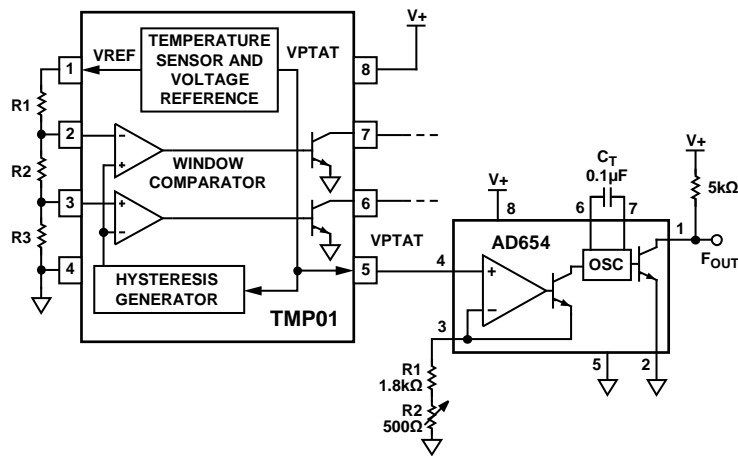 TEMPERATURE
SENSOR AND
VOLTAGE
REFERENCE
VREF
VPTAT
1
8
V+
R1
2
7
WINDOW
COMPARATOR
–
+
R2
3
6
+
–
R3
VPTAT
4
5
HYSTERESIS
GENERATOR
TMP01
V+
8
CT
0.1µF
6
7
V+
5kΩ
1
FOUT
AD654
OSC
4
+
–
3
R1
1.8kΩ
R2
500Ω
5
2